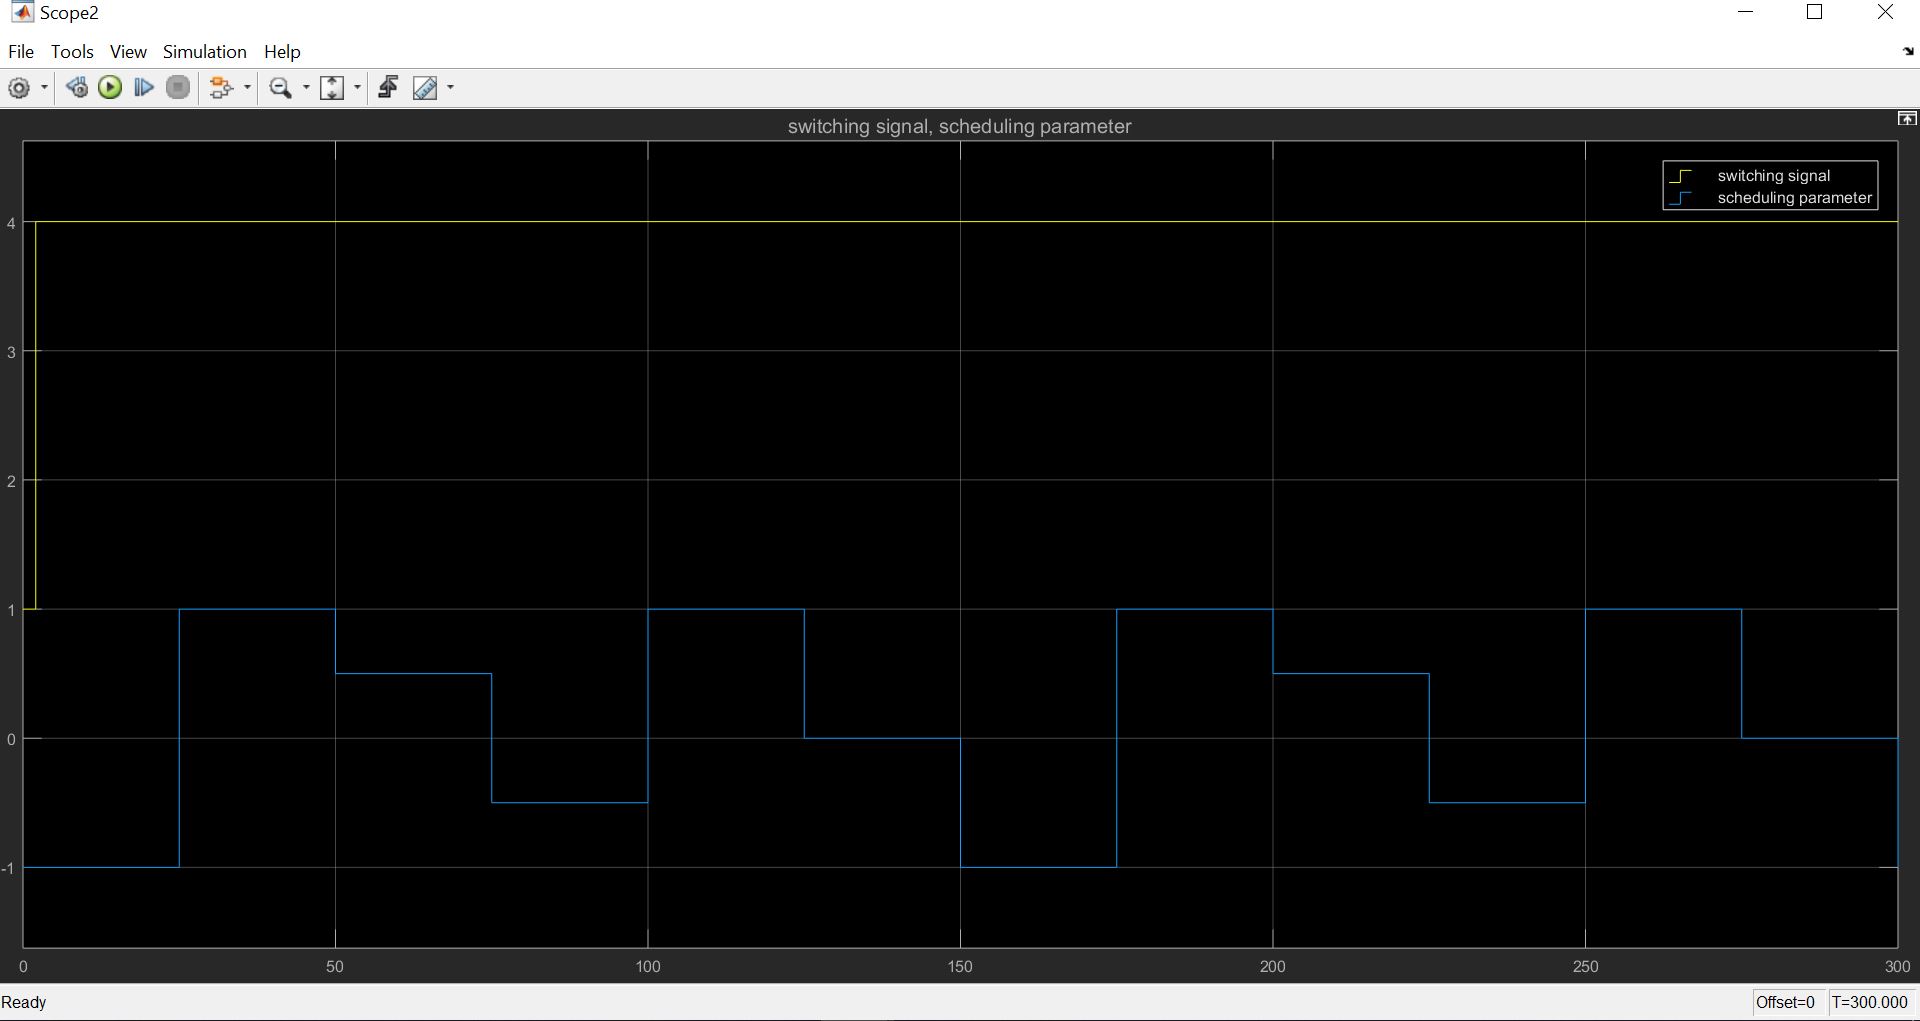 Scope2
File Tools View Simulation Help
switching signal, scheduling parameter
switching signal
scheduling parameter
4
3
2
1
0
-1
0 50 100 150 200 250 300
Ready Offset=0 T=300.000